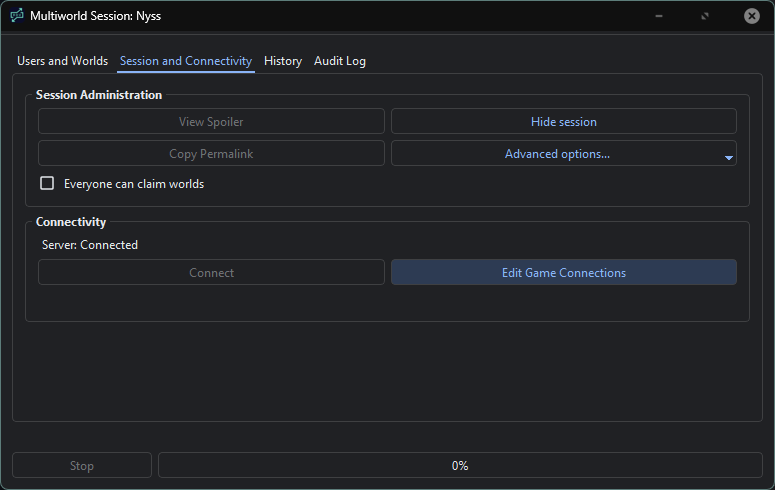 Multiworld Session: Nyss
Users and Worlds Session and Connectivity History Audit Log
Session Administration
View Spoiler Hide session
Copy Permalink Advanced options...
Everyone can claim worlds
Connectivity
Server: Connected
Connect Edit Game Connections
Stop 0%